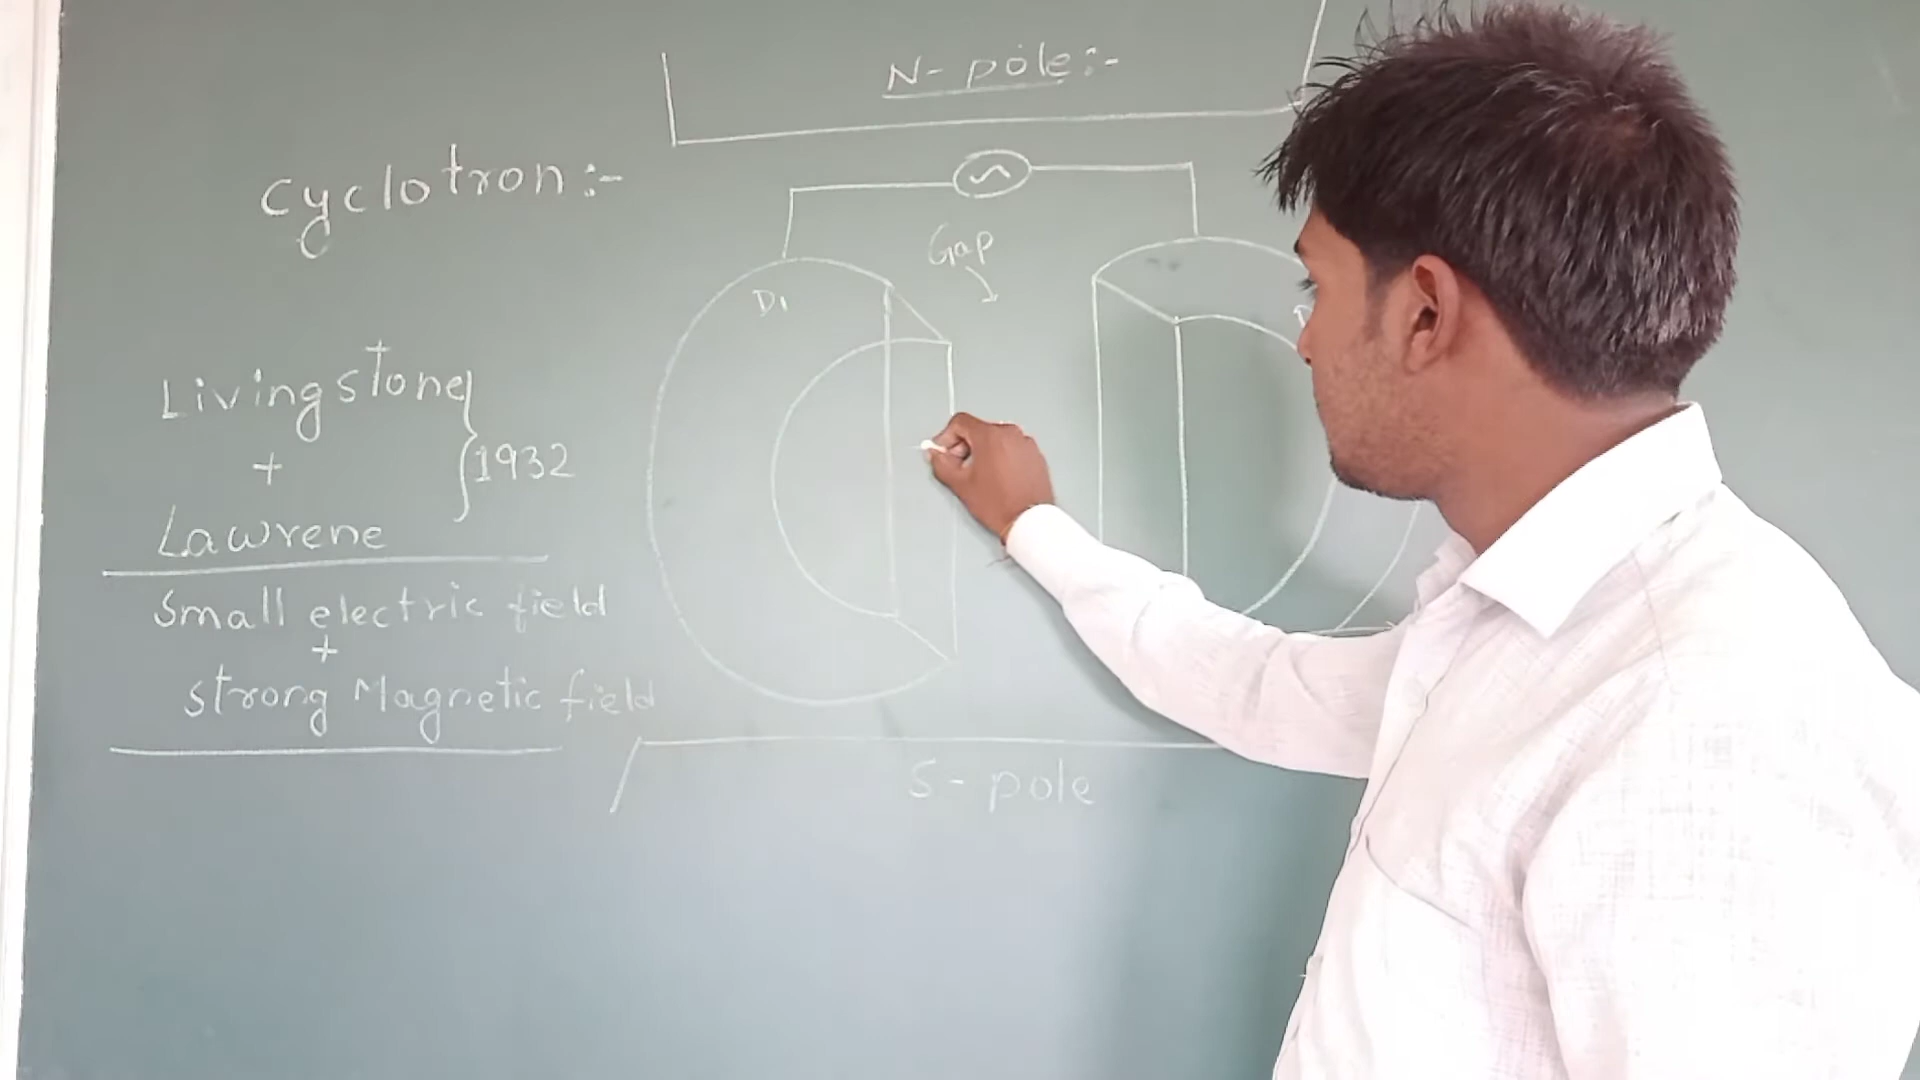 N-pole:-
Cyclotron:-
Gap
D1
Livingstone
+
1932
Lawrene
Small electric field
+
strong Magnetic field
S-pole